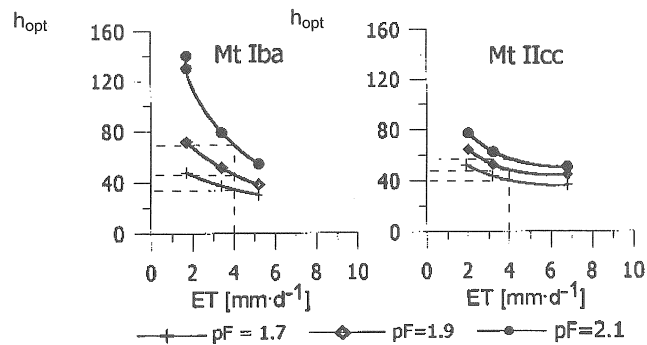 h_opt h_opt
160 160
Mt Iba Mt IIcc
120 120
80 80
40 40
0 0
0 2 4 6 8 10 0 2 4 6 8 10
ET [mm·d⁻¹] ET [mm·d⁻¹]
pF = 1.7 pF=1.9 pF=2.1